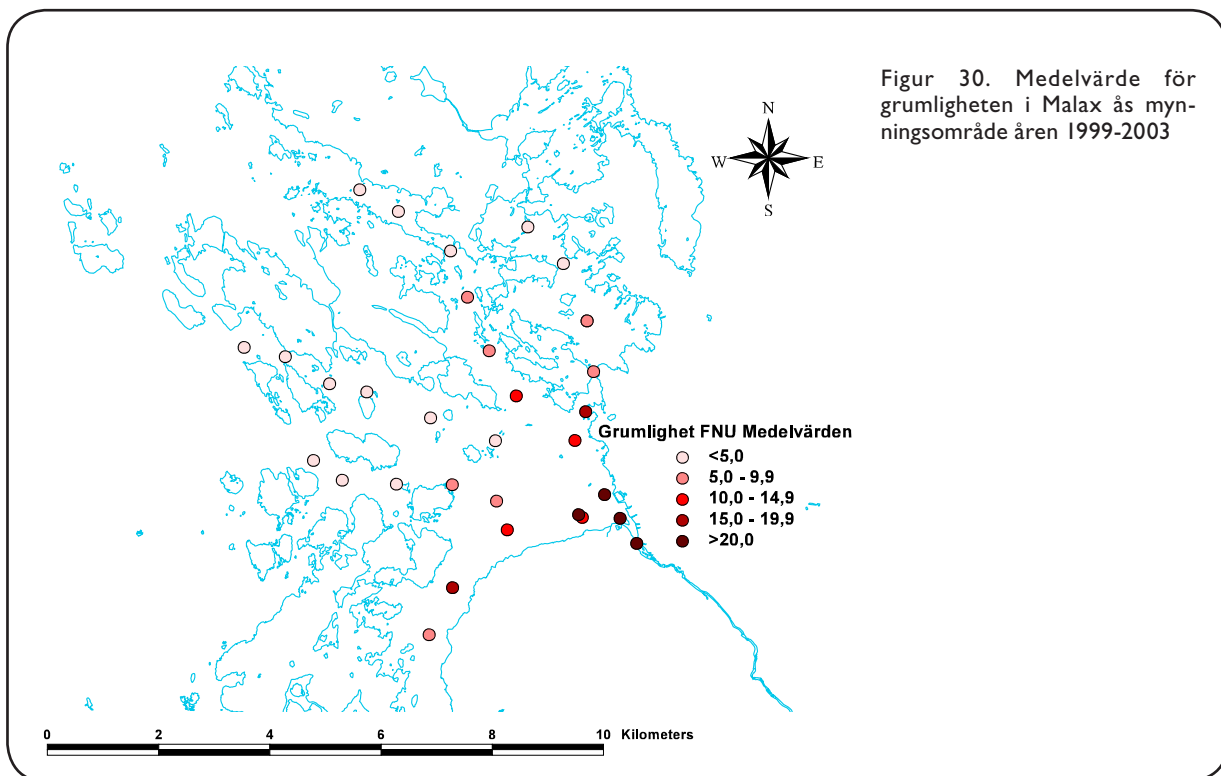 Figur 30. Medelvärde för
grumligheten i Malax ås myn-
ningsområde åren 1999-2003
N
W E
S
Grumlighet FNU Medelvärden
<5,0
5,0 - 9,9
10,0 - 14,9
15,0 - 19,9
>20,0
0 2 4 6 8 10 Kilometers